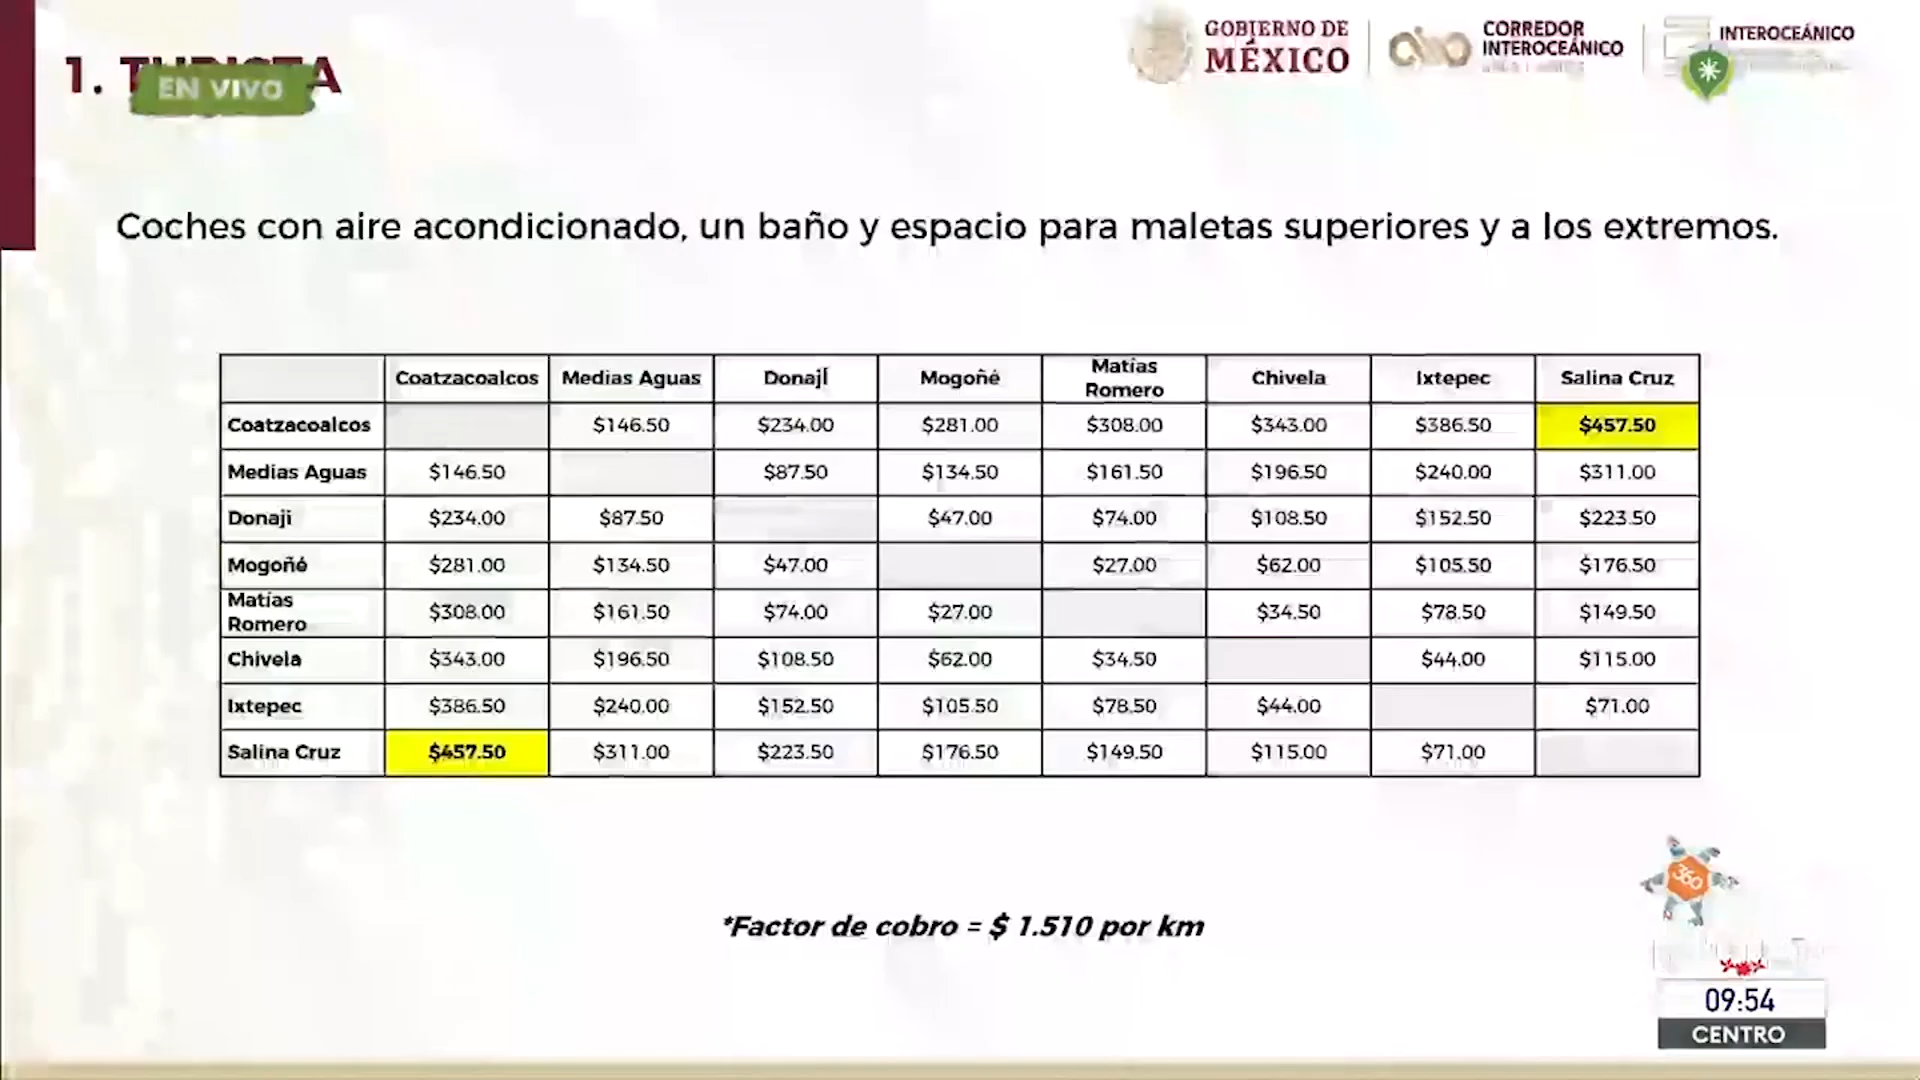 GOBIERNO DE
MÉXICO
CORREDOR
INTEROCEÁNICO
INTEROCEÁNICO
1. TURISTA
EN VIVO
Coches con aire acondicionado, un baño y espacio para maletas superiores y a los extremos.
Coatzacoalcos Medias Aguas Donají Mogoñé Matías Romero Chivela Ixtepec Salina Cruz
Coatzacoalcos $146.50 $234.00 $281.00 $308.00 $343.00 $386.50 $457.50
Medias Aguas $146.50 $87.50 $134.50 $161.50 $196.50 $240.00 $311.00
Donaji $234.00 $87.50 $47.00 $74.00 $108.50 $152.50 $223.50
Mogoñé $281.00 $134.50 $47.00 $27.00 $62.00 $105.50 $176.50
Matías Romero $308.00 $161.50 $74.00 $27.00 $34.50 $78.50 $149.50
Chivela $343.00 $196.50 $108.50 $62.00 $34.50 $44.00 $115.00
Ixtepec $386.50 $240.00 $152.50 $105.50 $78.50 $44.00 $71.00
Salina Cruz $457.50 $311.00 $223.50 $176.50 $149.50 $115.00 $71.00
*Factor de cobro = $ 1.510 por km
360
09:54
CENTRO